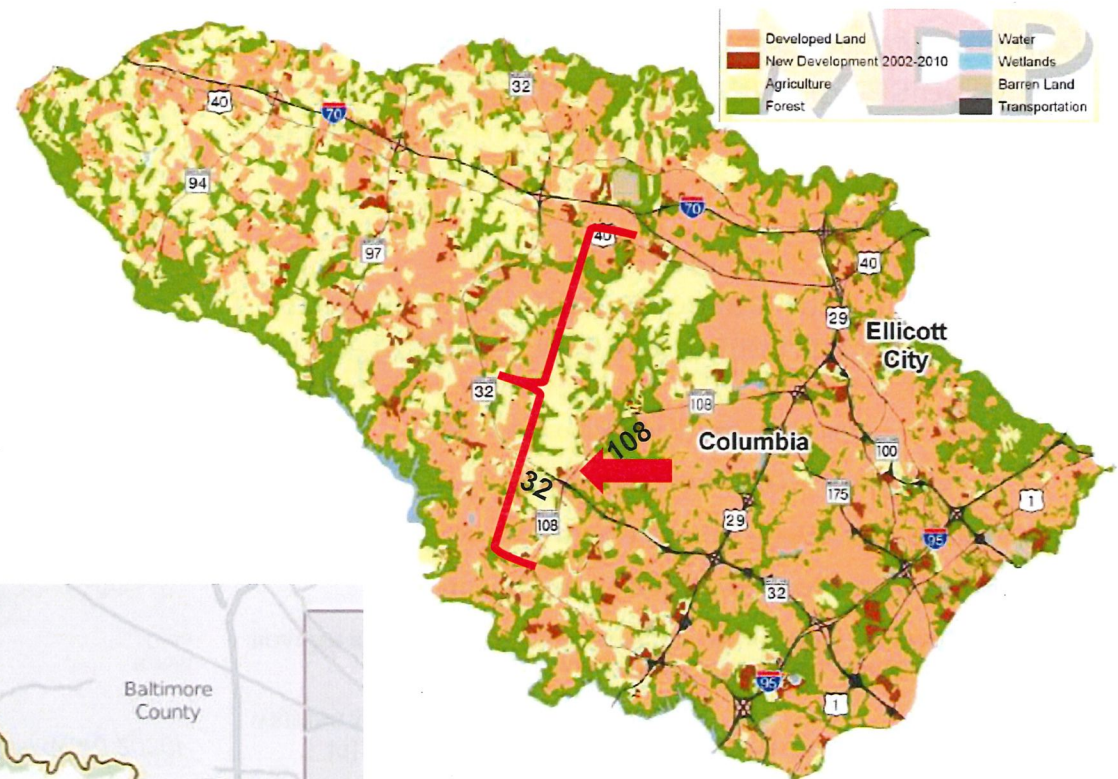 MDP
Developed Land
New Development 2002-2010
Agriculture
Forest
Water
Wetlands
Barren Land
Transportation
32
40
70
94
70
40
97
40
29
Ellicott
City
32
108
108
Columbia
100
32
175
1
108
29
95
32
95
1
Baltimore
County